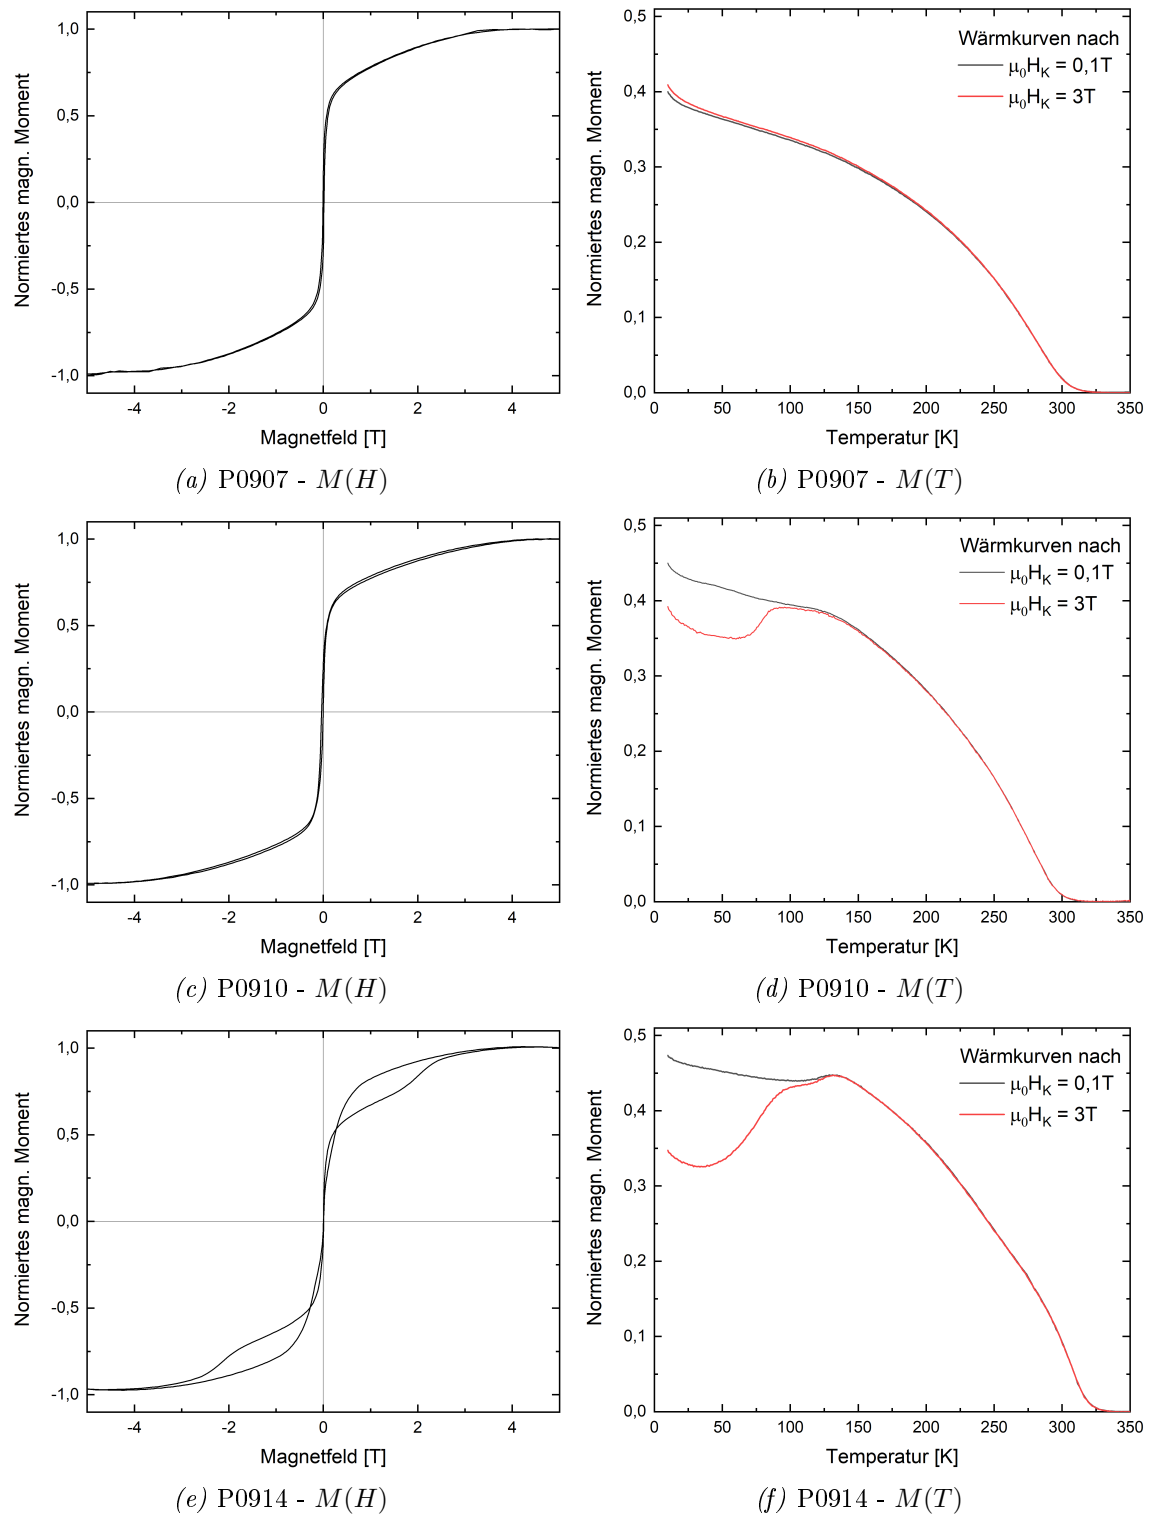 Normiertes magn. Moment
1,0
0,5
0,0
-0,5
-1,0
-4 -2 0 2 4
Magnetfeld [T]
(a) P0907 - M(H)
Normiertes magn. Moment
0,5
0,4
0,3
0,2
0,1
0,0
0 50 100 150 200 250 300 350
Temperatur [K]
Wärmkurven nach
μ₀H_K = 0,1T
μ₀H_K = 3T
(b) P0907 - M(T)
Normiertes magn. Moment
1,0
0,5
0,0
-0,5
-1,0
-4 -2 0 2 4
Magnetfeld [T]
(c) P0910 - M(H)
Normiertes magn. Moment
0,5
0,4
0,3
0,2
0,1
0,0
0 50 100 150 200 250 300 350
Temperatur [K]
Wärmkurven nach
μ₀H_K = 0,1T
μ₀H_K = 3T
(d) P0910 - M(T)
Normiertes magn. Moment
1,0
0,5
0,0
-0,5
-1,0
-4 -2 0 2 4
Magnetfeld [T]
(e) P0914 - M(H)
Normiertes magn. Moment
0,5
0,4
0,3
0,2
0,1
0,0
0 50 100 150 200 250 300 350
Temperatur [K]
Wärmkurven nach
μ₀H_K = 0,1T
μ₀H_K = 3T
(f) P0914 - M(T)